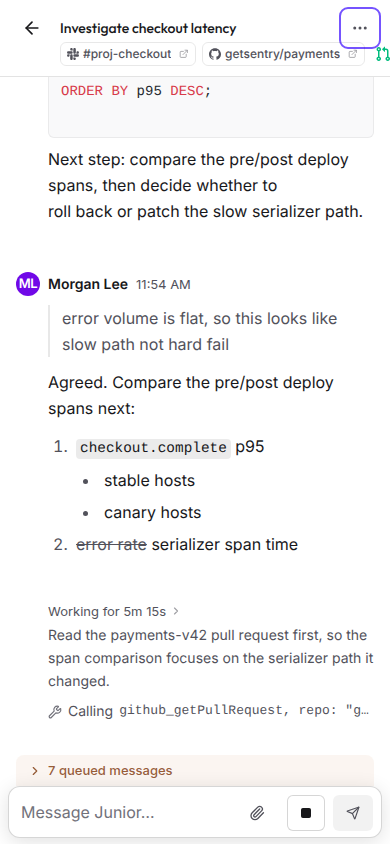 Investigate checkout latency
#proj-checkout
getsentry/payments
ORDER BY p95 DESC;
Next step: compare the pre/post deploy
spans, then decide whether to
roll back or patch the slow serializer path.
ML Morgan Lee 11:54 AM
error volume is flat, so this looks like
slow path not hard fail
Agreed. Compare the pre/post deploy
spans next:
1. checkout.complete p95
• stable hosts
• canary hosts
2. error rate serializer span time
Working for 5m 15s
Read the payments-v42 pull request first, so the
span comparison focuses on the serializer path it
changed.
Calling github_getPullRequest, repo: "g…
7 queued messages
Message Junior...